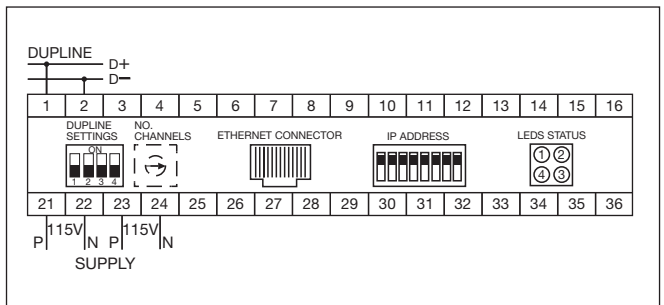 DUPLINE
D+
D−
1 2 3 4 5 6 7 8 9 10 11 12 13 14 15 16
DUPLINE SETTINGS
NO. CHANNELS
ETHERNET CONNECTOR
IP ADDRESS
LEDS STATUS
ON
1 2 3 4
1 2
4 3
21 22 23 24 25 26 27 28 29 30 31 32 33 34 35 36
P 115V N P 115V N
SUPPLY